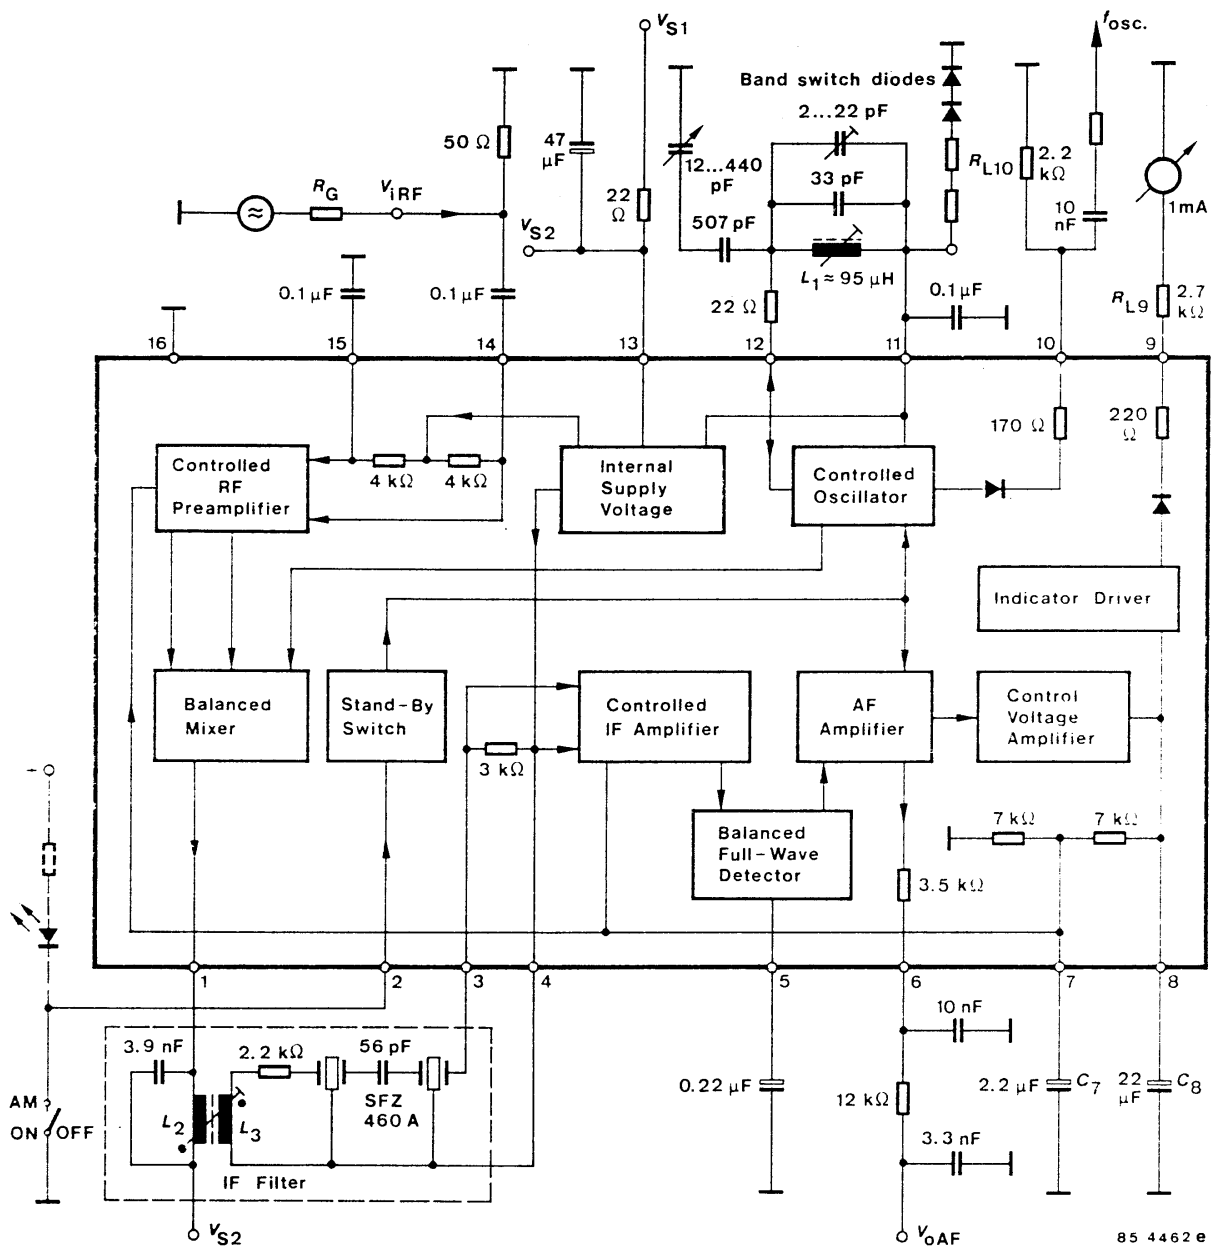 V_S1
f_osc.
Band switch diodes
2...22 pF
50 Ω
47
μF
12...440
pF
R_L10
2.2
kΩ
33 pF
R_G
V_iRF
22
Ω
10
nF
1mA
V_S2
507 pF
L_1 ≈ 95 μH
0.1 μF
0.1 μF
22 Ω
0.1 μF
R_L9
2.7
kΩ
16
15
14
13
12
11
10
9
170 Ω
220
Ω
Controlled
RF
Preamplifier
4 kΩ
4 kΩ
Internal
Supply
Voltage
Controlled
Oscillator
Indicator Driver
Balanced
Mixer
Stand-By
Switch
3 kΩ
Controlled
IF Amplifier
AF
Amplifier
Control
Voltage
Amplifier
Balanced
Full-Wave
Detector
7 kΩ
7 kΩ
3.5 kΩ
1
2
3
4
5
6
7
8
3.9 nF
2.2 kΩ
56 pF
SFZ
460 A
L_2
L_3
IF Filter
AM
ON
OFF
0.22 μF
10 nF
12 kΩ
3.3 nF
2.2 μF
C_7
22
μF
C_8
V_S2
V_oAF
85 4462 e